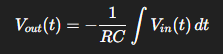 V_{out}(t) = -\frac{1}{RC} \int V_{in}(t) \, dt